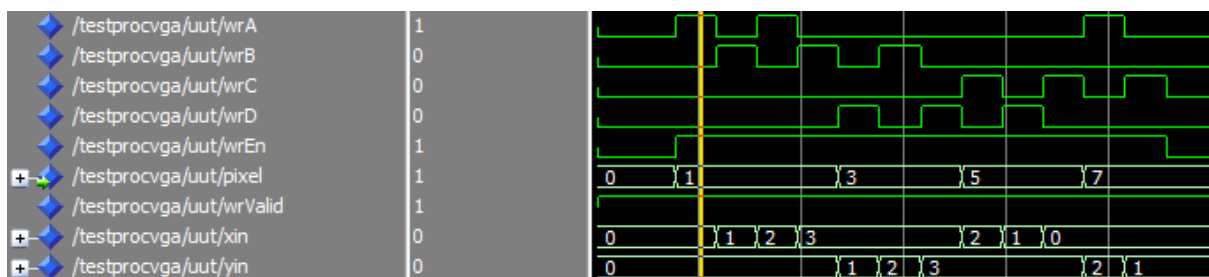 /testprocvga/uut/wrA 1
/testprocvga/uut/wrB 0
/testprocvga/uut/wrC 0
/testprocvga/uut/wrD 0
/testprocvga/uut/wrEn 1
/testprocvga/uut/pixel 1 0 1 3 5 7
/testprocvga/uut/wrValid 1
/testprocvga/uut/xin 0 0 1 2 3 2 1 0
/testprocvga/uut/yin 0 0 1 2 3 2 1